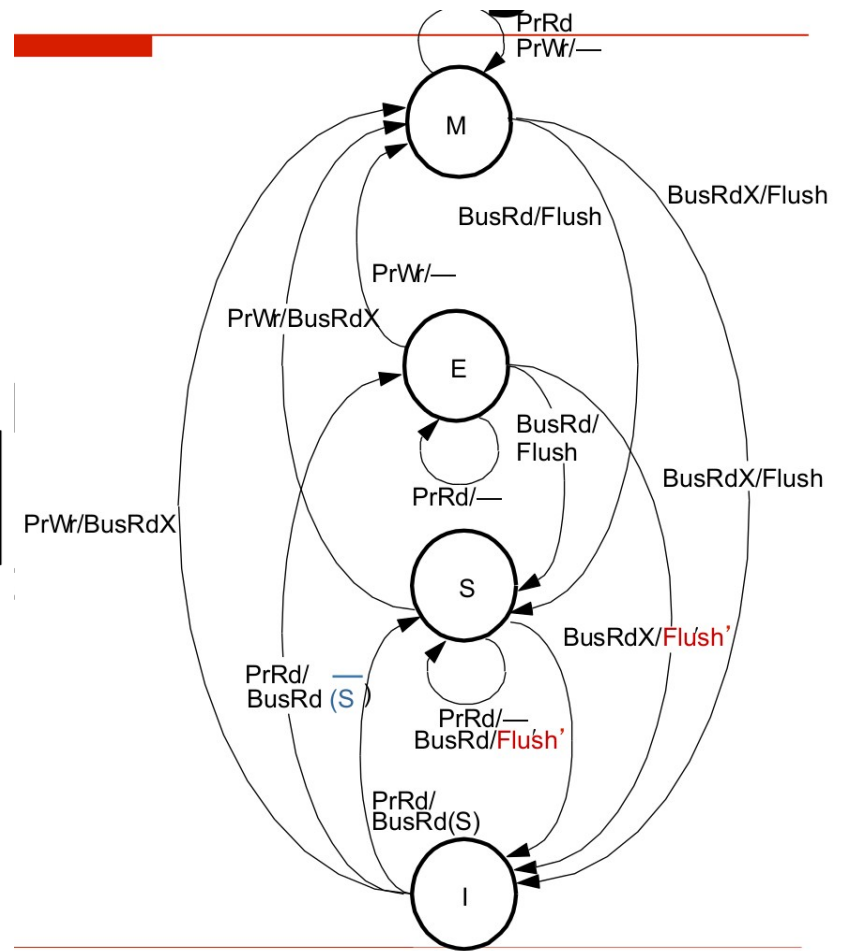 PrRd
PrWr/—
M
BusRdX/Flush
BusRd/Flush
PrWr/—
PrWr/BusRdX
E
BusRd/
Flush
BusRdX/Flush
PrRd/—
PrWr/BusRdX
S
BusRdX/Flush’
PrRd/
BusRd (S̅)
PrRd/—
BusRd/Flush’
PrRd/
BusRd(S)
I